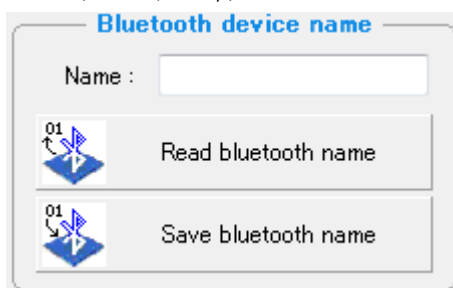 Bluetooth device name
Name :
01
Read bluetooth name
01
Save bluetooth name